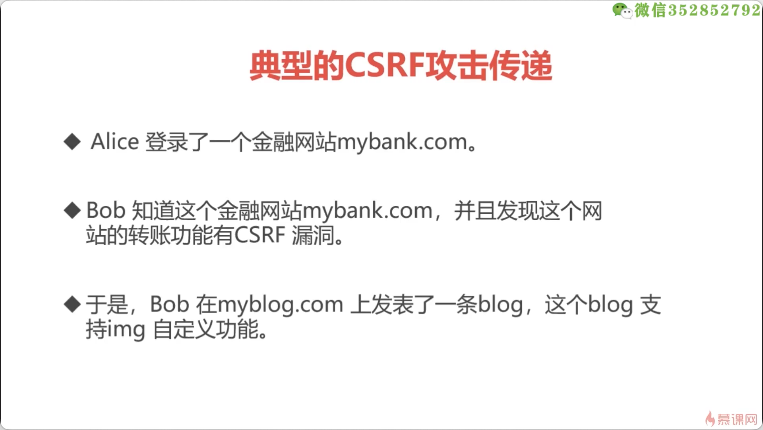 微信352852792
典型的CSRF攻击传递
◆ Alice 登录了一个金融网站mybank.com。
◆ Bob 知道这个金融网站mybank.com，并且发现这个网
站的转账功能有CSRF 漏洞。
◆ 于是，Bob 在myblog.com 上发表了一条blog，这个blog 支
持img 自定义功能。
慕课网